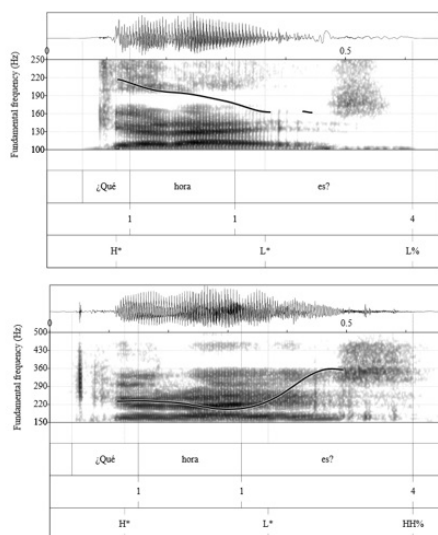 0 0.5
Fundamental frequency (Hz)
250
220
190
160
130
100
¿Qué hora es?
1 1 4
H* L* L%
0 0.5
Fundamental frequency (Hz)
500
430
360
290
220
150
¿Qué hora es?
1 1 4
H* L* HH%